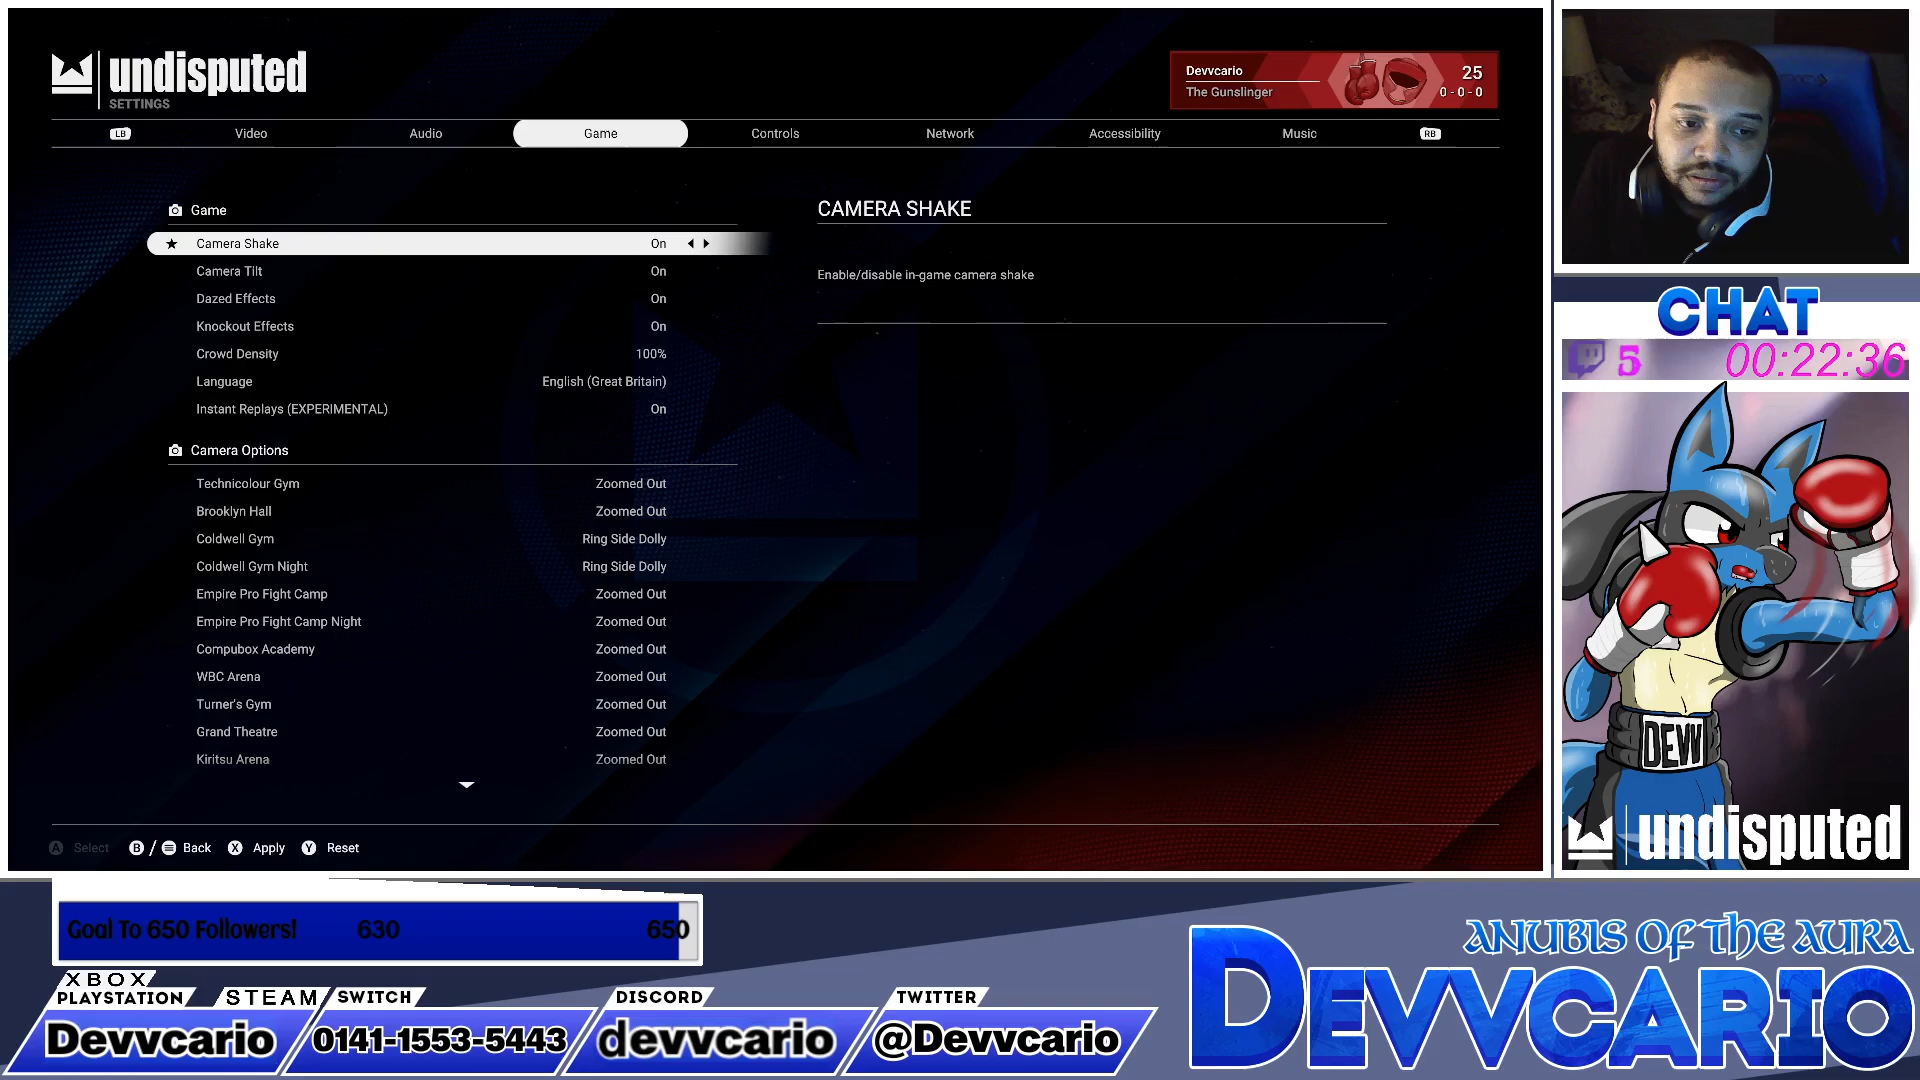 undisputed
SETTINGS
Devvcario
The Gunslinger
25
0 - 0 - 0
LB
Video
Audio
Game
Controls
Network
Accessibility
Music
RB
Game
Camera Shake On
Camera Tilt On
Dazed Effects On
Knockout Effects On
Crowd Density 100%
Language English (Great Britain)
Instant Replays (EXPERIMENTAL) On
Camera Options
Technicolour Gym Zoomed Out
Brooklyn Hall Zoomed Out
Coldwell Gym Ring Side Dolly
Coldwell Gym Night Ring Side Dolly
Empire Pro Fight Camp Zoomed Out
Empire Pro Fight Camp Night Zoomed Out
Compubox Academy Zoomed Out
WBC Arena Zoomed Out
Turner's Gym Zoomed Out
Grand Theatre Zoomed Out
Kiritsu Arena Zoomed Out
CAMERA SHAKE
Enable/disable in-game camera shake
A Select B / Back X Apply Y Reset
CHAT
5 00:22:36
DEVV
undisputed
Goal To 650 Followers! 630 650
XBOX
PLAYSTATION STEAM
Devvcario
SWITCH
0141-1553-5443
DISCORD
devvcario
TWITTER
@Devvcario
ANUBIS OF THE AURA
DEVVCARIO